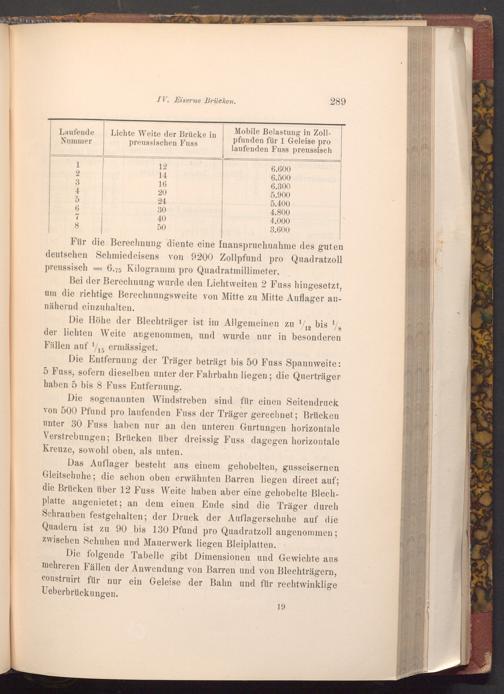 IV. Eiserne Brücken. 289
Laufende Nummer | Lichte Weite der Brücke in preussischen Fuss | Mobile Belastung in Zollpfunden für 1 Geleise pro laufenden Fuss preussisch
1 12 6,600
2 14 6,500
3 16 6,300
4 20 5,900
5 24 5,400
6 30 4,800
7 40 4,000
8 50 3,600
Für die Berechnung diente eine Inanspruchnahme des guten
deutschen Schmiedeisens von 9200 Zollpfund pro Quadratzoll
preussisch = 6,75 Kilogramm pro Quadratmillimeter.
Bei der Berechnung wurde den Lichtweiten 2 Fuss hingesetzt,
um die richtige Berechnungsweite von Mitte zu Mitte Auflager an-
nähernd einzuhalten.
Die Höhe der Blechträger ist im Allgemeinen zu 1/12 bis 1/8
der lichten Weite angenommen, und wurde nur in besonderen
Fällen auf 1/15 ermässiget.
Die Entfernung der Träger beträgt bis 50 Fuss Spannweite:
5 Fuss, sofern dieselben unter der Fahrbahn liegen; die Querträger
haben 5 bis 8 Fuss Entfernung.
Die sogenannten Windstreben sind für einen Seitendruck
von 500 Pfund pro laufenden Fuss der Träger gerechnet; Brücken
unter 30 Fuss haben nur an den unteren Gurtungen horizontale
Verstrebungen; Brücken über dreissig Fuss dagegen horizontale
Kreuze, sowohl oben, als unten.
Das Auflager besteht aus einem gehobelten, gusseisernen
Gleitschuhe; die schon oben erwähnten Barren liegen direct auf;
die Brücken über 12 Fuss Weite haben aber eine gehobelte Blech-
platte angenietet; an dem einen Ende sind die Träger durch
Schrauben festgehalten; der Druck der Auflagerschuhe auf die
Quadern ist zu 90 bis 130 Pfund pro Quadratzoll angenommen;
zwischen Schuhen und Mauerwerk liegen Bleiplatten.
Die folgende Tabelle gibt Dimensionen und Gewichte aus
mehreren Fällen der Anwendung von Barren und von Blechträgern,
construirt für nur ein Geleise der Bahn und für rechtwinklige
Ueberbrückungen.
19